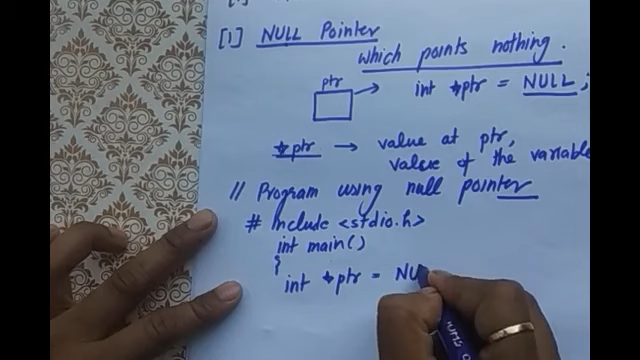 [1] NULL Pointer
which points nothing.
ptr
int *ptr = NULL;
*ptr → value at ptr,
value of the variable
// Program using null pointer
# include <stdio.h>
int main()
{
int *ptr = NU